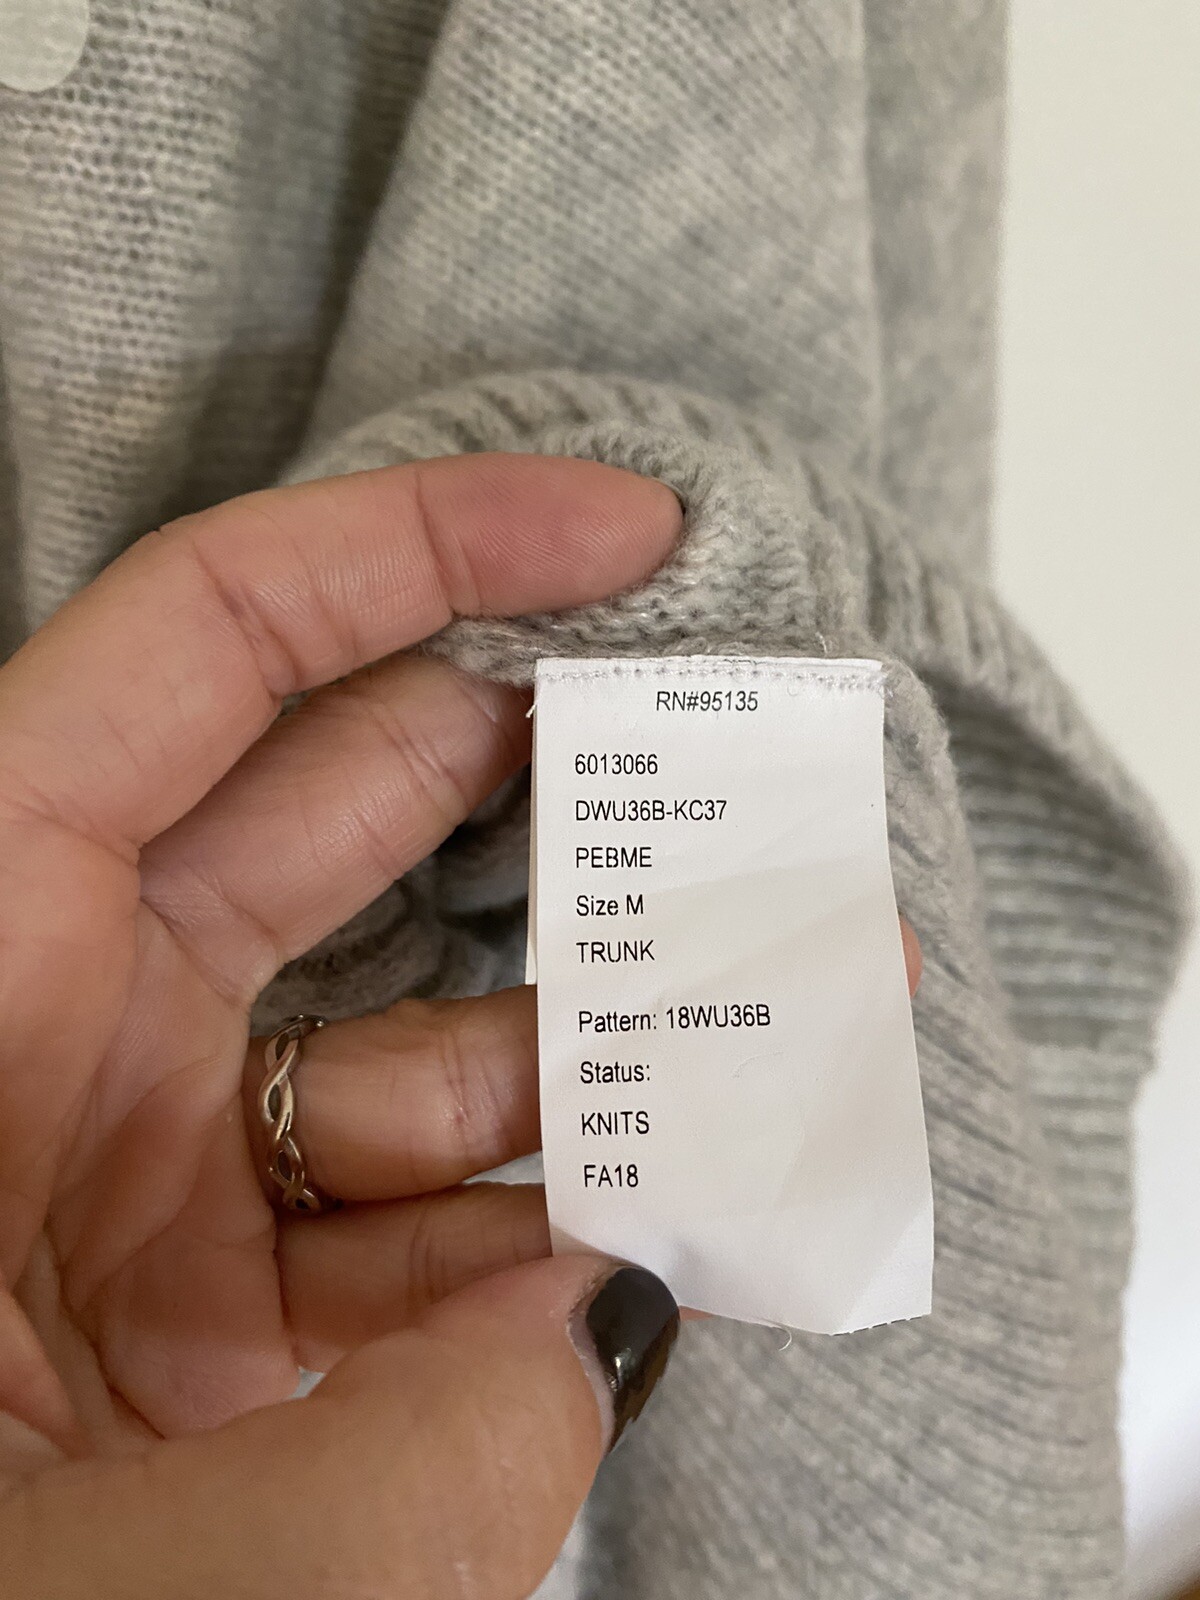 RN#95135
6013066
DWU36B-KC37
PEBME
Size M
TRUNK
Pattern: 18WU36B
Status:
KNITS
FA18